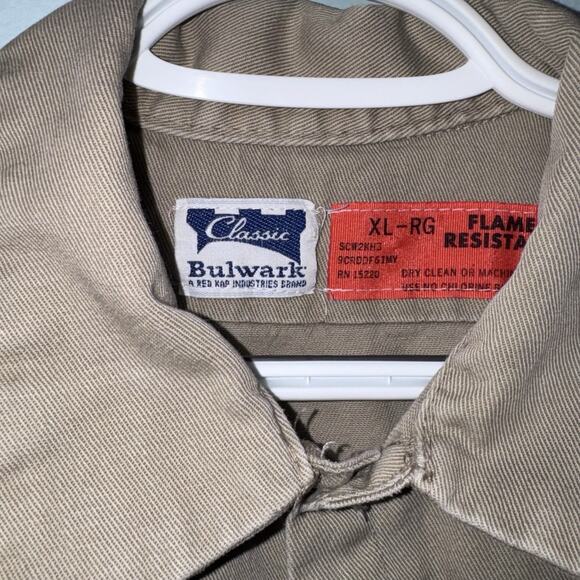 Classic
Bulwark
A RED KAP INDUSTRIES BRAND
XL-RG FLAME
RESISTA
SCW2KH3
9CRDDF61MY
RN 15220 DRY CLEAN OR MACHIN
USE NO CHLORINE